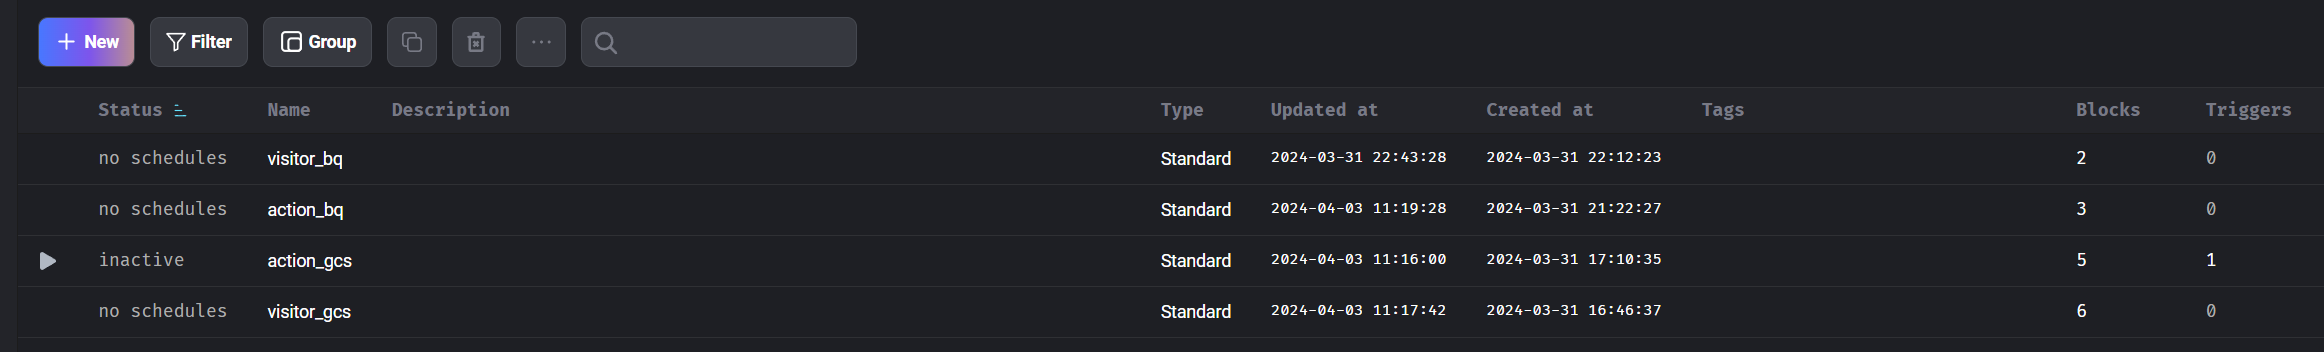 New Filter Group
Status Name Description Type Updated at Created at Tags Blocks Triggers
no schedules visitor_bq Standard 2024-03-31 22:43:28 2024-03-31 22:12:23 2 0
no schedules action_bq Standard 2024-04-03 11:19:28 2024-03-31 21:22:27 3 0
inactive action_gcs Standard 2024-04-03 11:16:00 2024-03-31 17:10:35 5 1
no schedules visitor_gcs Standard 2024-04-03 11:17:42 2024-03-31 16:46:37 6 0